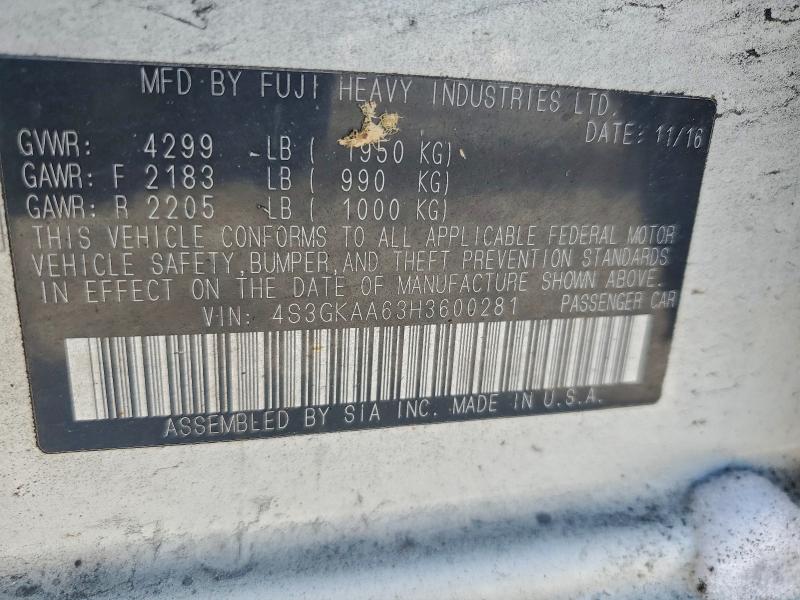 MFD BY FUJI HEAVY INDUSTRIES LTD.
DATE: 11/16
GVWR: 4299 LB ( 1950 KG)
GAWR: F 2183 LB ( 990 KG)
GAWR: R 2205 LB ( 1000 KG)
THIS VEHICLE CONFORMS TO ALL APPLICABLE FEDERAL MOTOR
VEHICLE SAFETY, BUMPER, AND THEFT PREVENTION STANDARDS
IN EFFECT ON THE DATE OF MANUFACTURE SHOWN ABOVE.
VIN: 4S3GKAA63H3600281 PASSENGER CAR
ASSEMBLED BY SIA INC. MADE IN U.S.A.